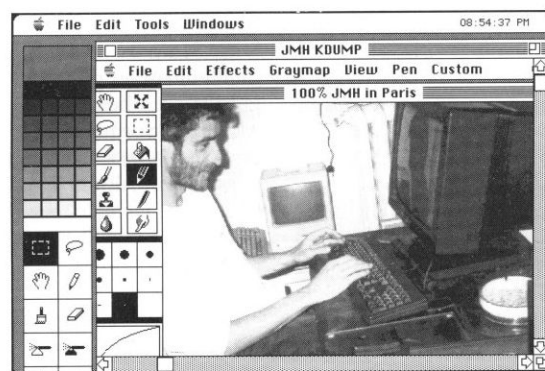 File Edit Tools Windows 08:54:37 PM
JMH KDUMP
File Edit Effects Graymap View Pen Custom
100% JMH in Paris